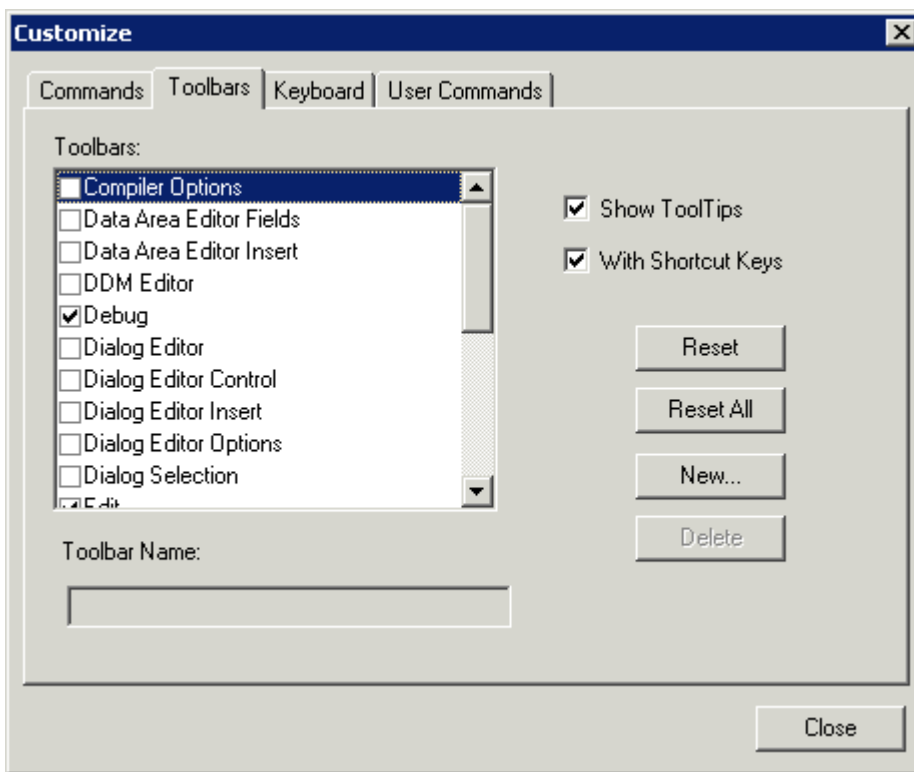 Customize
Commands Toolbars Keyboard User Commands
Toolbars:
Compiler Options
Data Area Editor Fields
Data Area Editor Insert
DDM Editor
Debug
Dialog Editor
Dialog Editor Control
Dialog Editor Insert
Dialog Editor Options
Dialog Selection
Edit
Show ToolTips
With Shortcut Keys
Reset
Reset All
New...
Delete
Toolbar Name:
Close